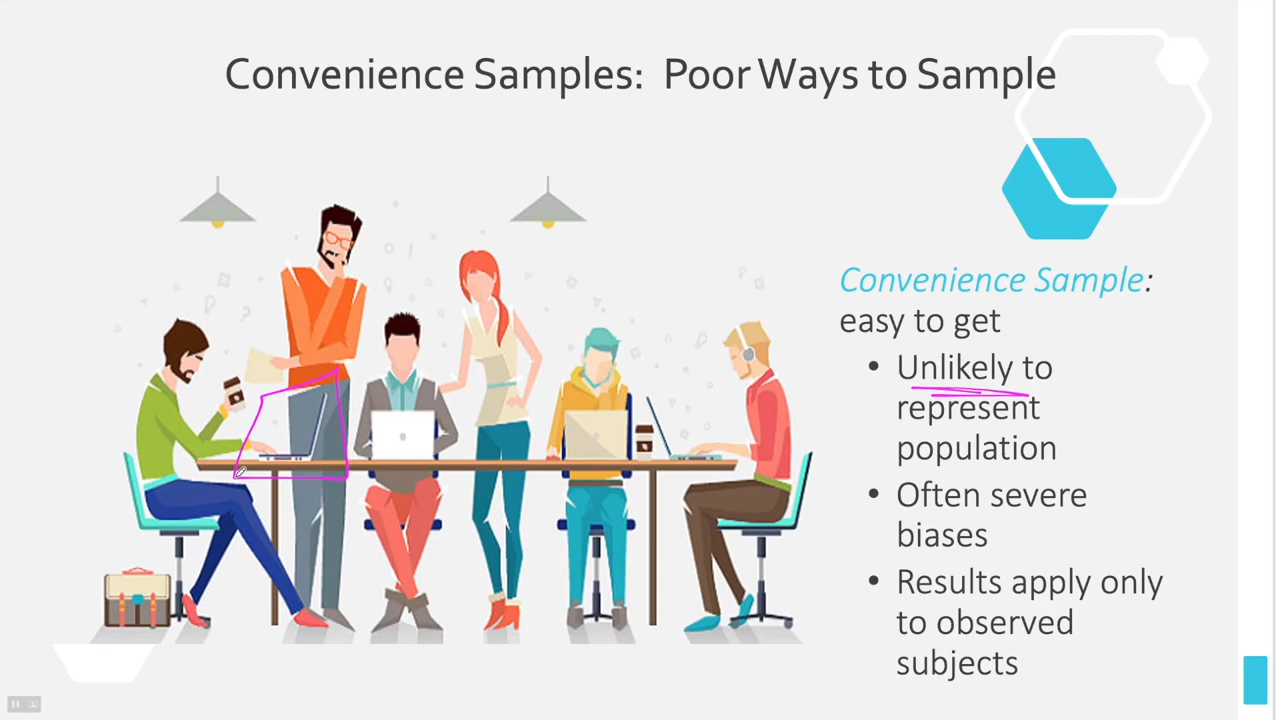 Convenience Samples: Poor Ways to Sample
Convenience Sample:
easy to get
• Unlikely to
represent
population
• Often severe
biases
• Results apply only
to observed
subjects